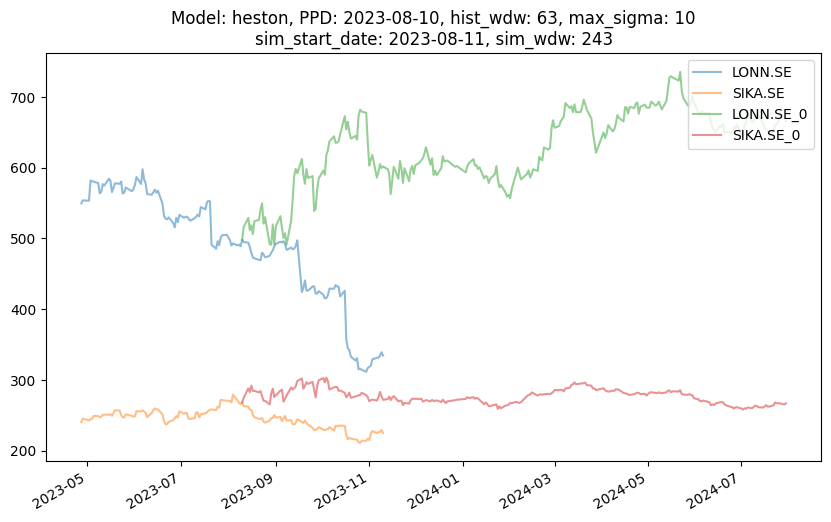 Model: heston, PPD: 2023-08-10, hist_wdw: 63, max_sigma: 10
sim_start_date: 2023-08-11, sim_wdw: 243
LONN.SE
SIKA.SE
LONN.SE_0
SIKA.SE_0
700
600
500
400
300
200
2023-05
2023-07
2023-09
2023-11
2024-01
2024-03
2024-05
2024-07